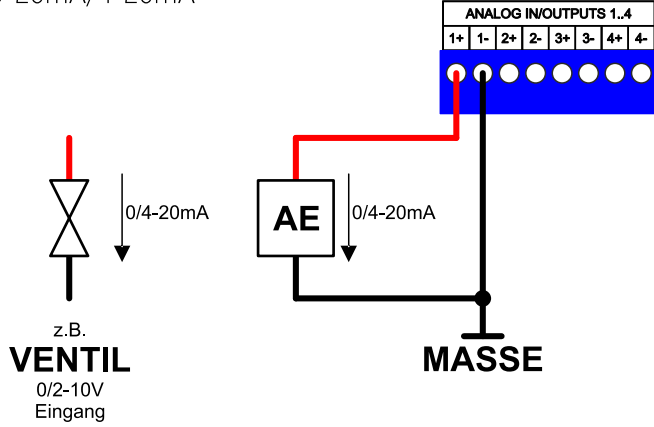 ANALOG IN/OUTPUTS 1..4
1+ 1- 2+ 2- 3+ 3- 4+ 4-
0/4-20mA
AE
0/4-20mA
z.B.
VENTIL
0/2-10V
Eingang
MASSE